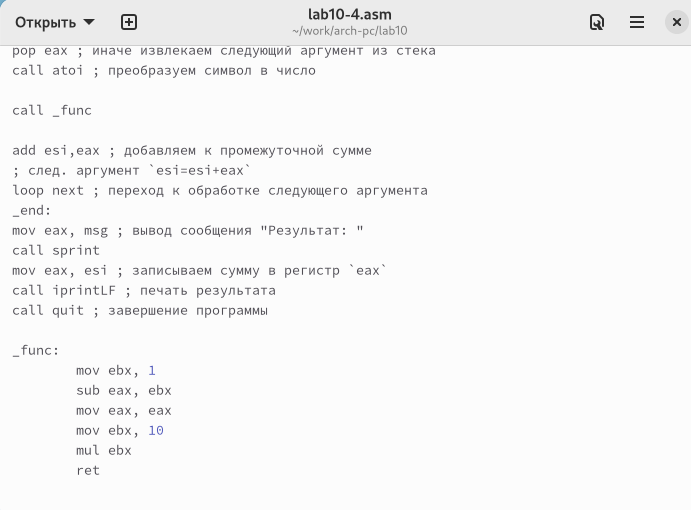 Открыть
lab10-4.asm
~/work/arch-pc/lab10
pop eax ; иначе извлекаем следующий аргумент из стека
call atoi ; преобразуем символ в число
call _func
add esi,eax ; добавляем к промежуточной сумме
; след. аргумент `esi=esi+eax`
loop next ; переход к обработке следующего аргумента
_end:
mov eax, msg ; вывод сообщения "Результат: "
call sprint
mov eax, esi ; записываем сумму в регистр `eax`
call iprintLF ; печать результата
call quit ; завершение программы
_func:
mov ebx, 1
sub eax, ebx
mov eax, eax
mov ebx, 10
mul ebx
ret